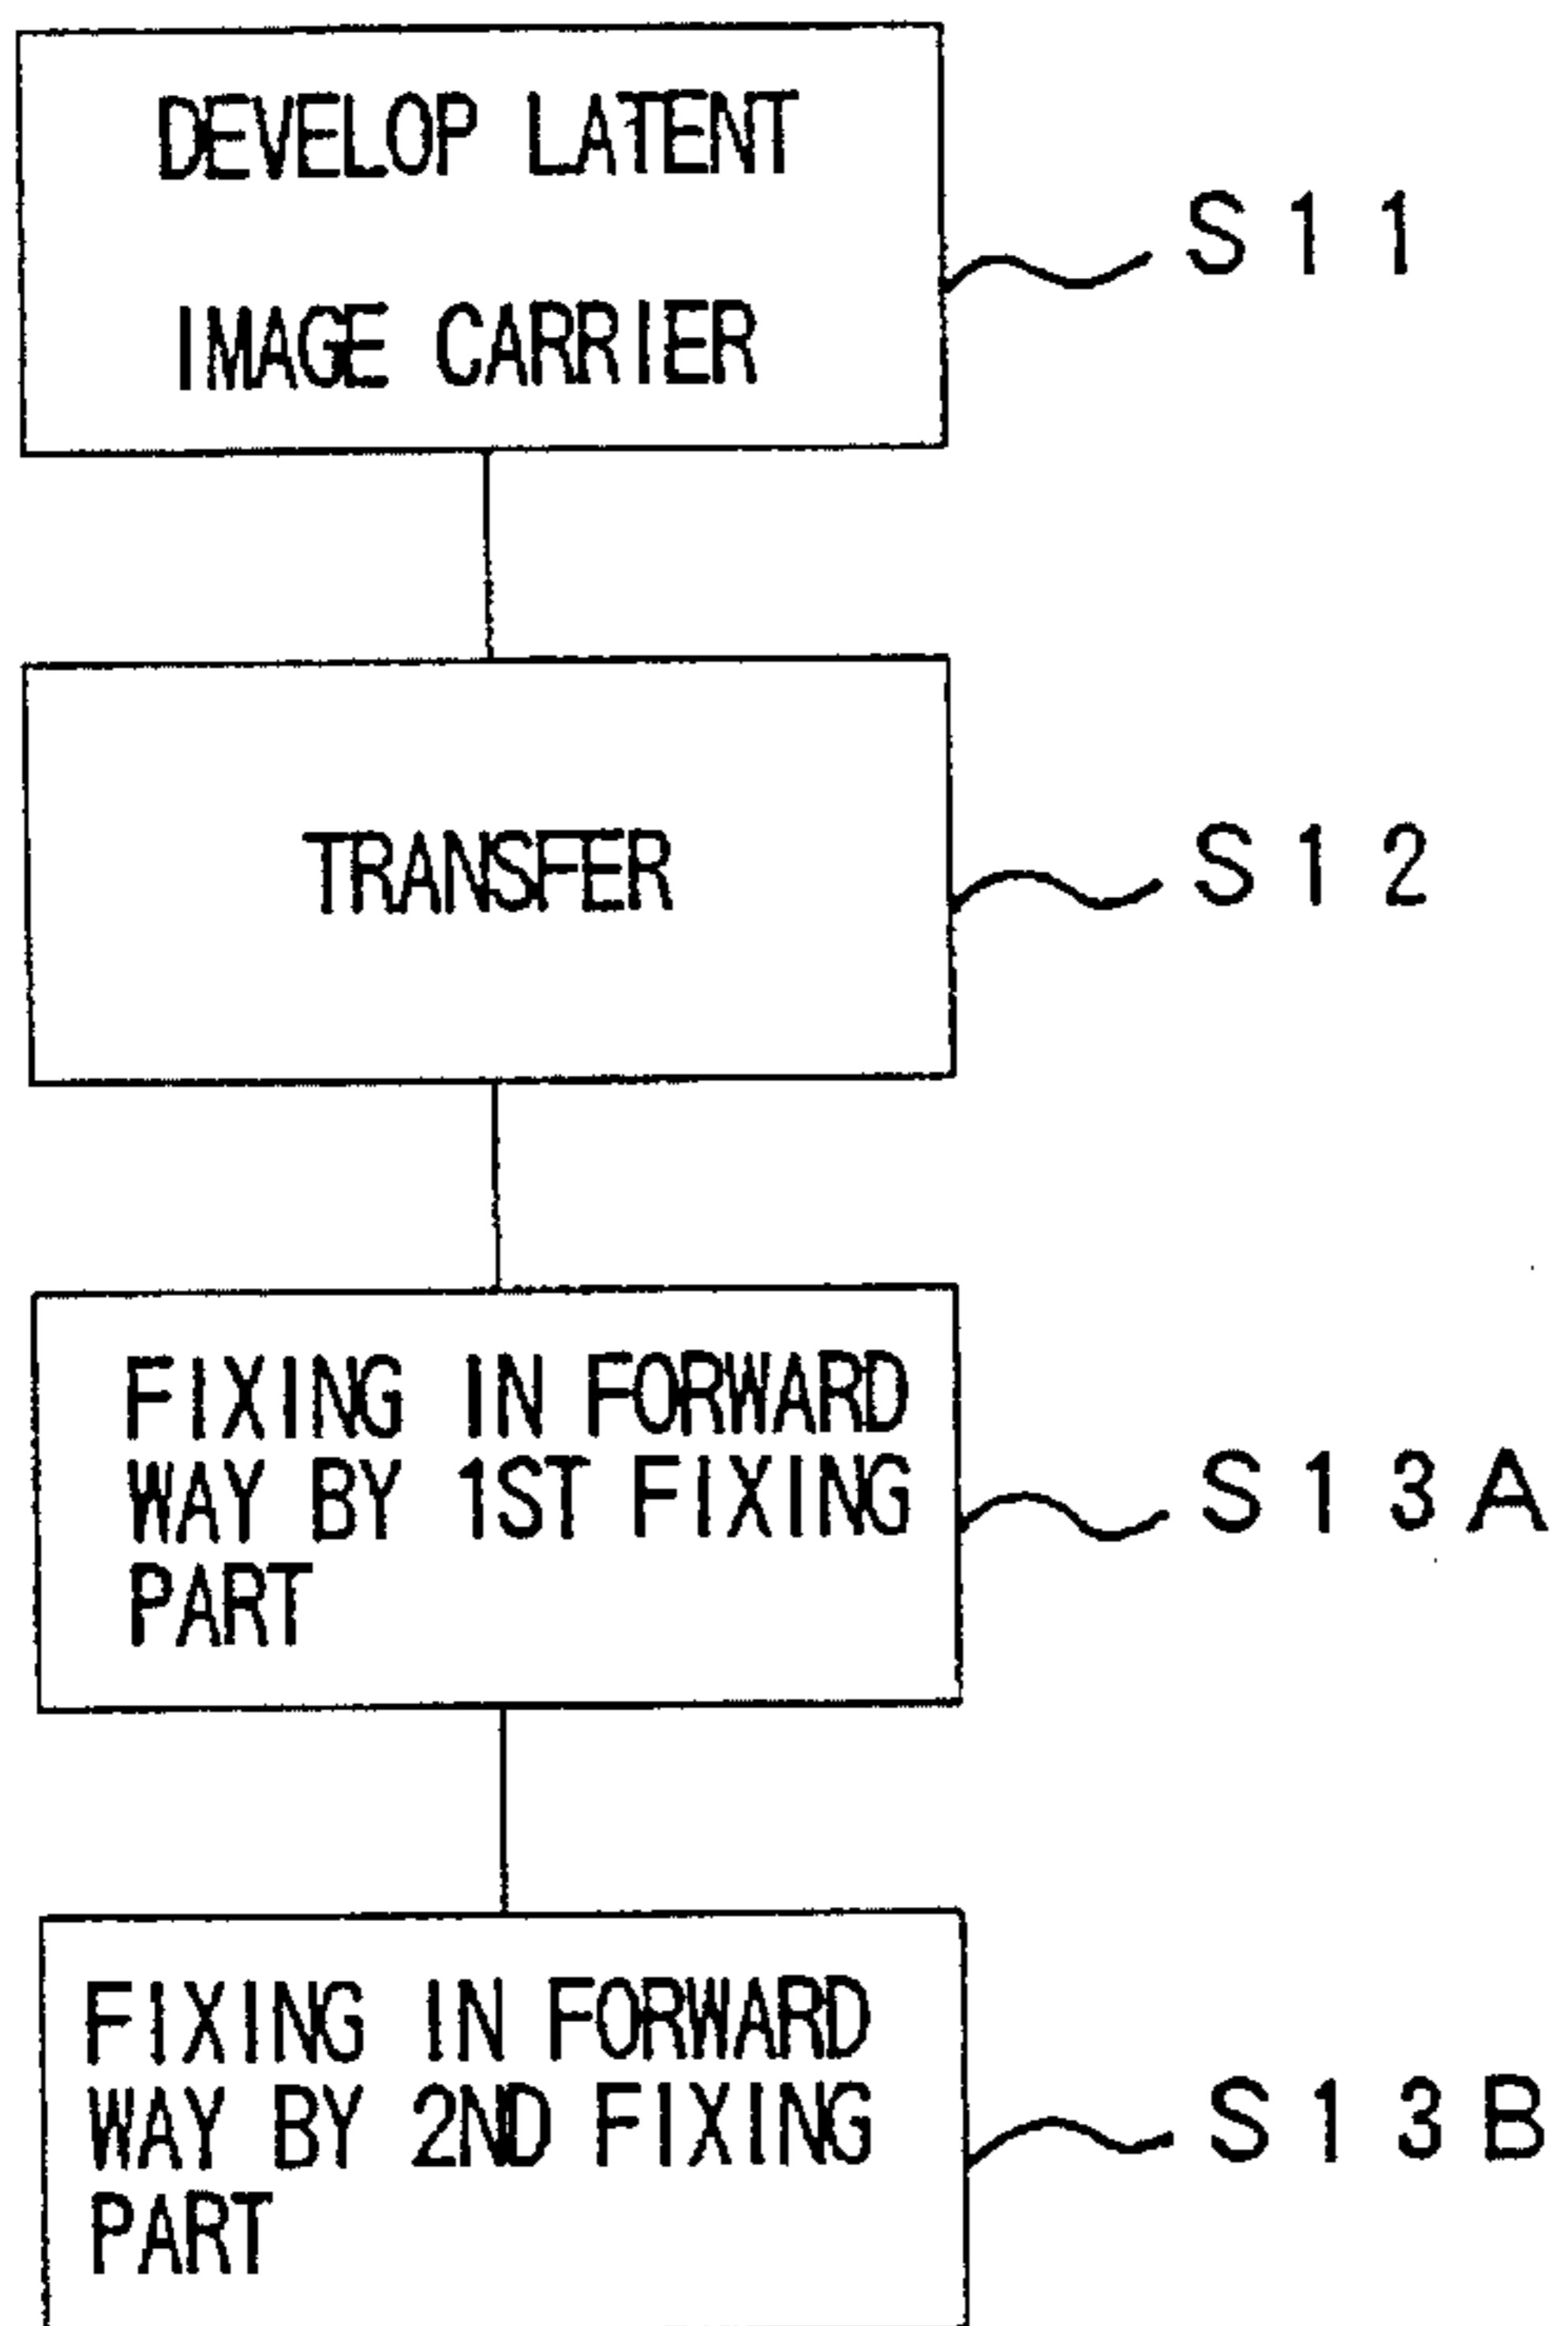 DEVELOP LATENT
IMAGE CARRIER
S11
TRANSFER
S12
FIXING IN FORWARD
WAY BY 1ST FIXING
PART
S13A
FIXING IN FORWARD
WAY BY 2ND FIXING
PART
S13B